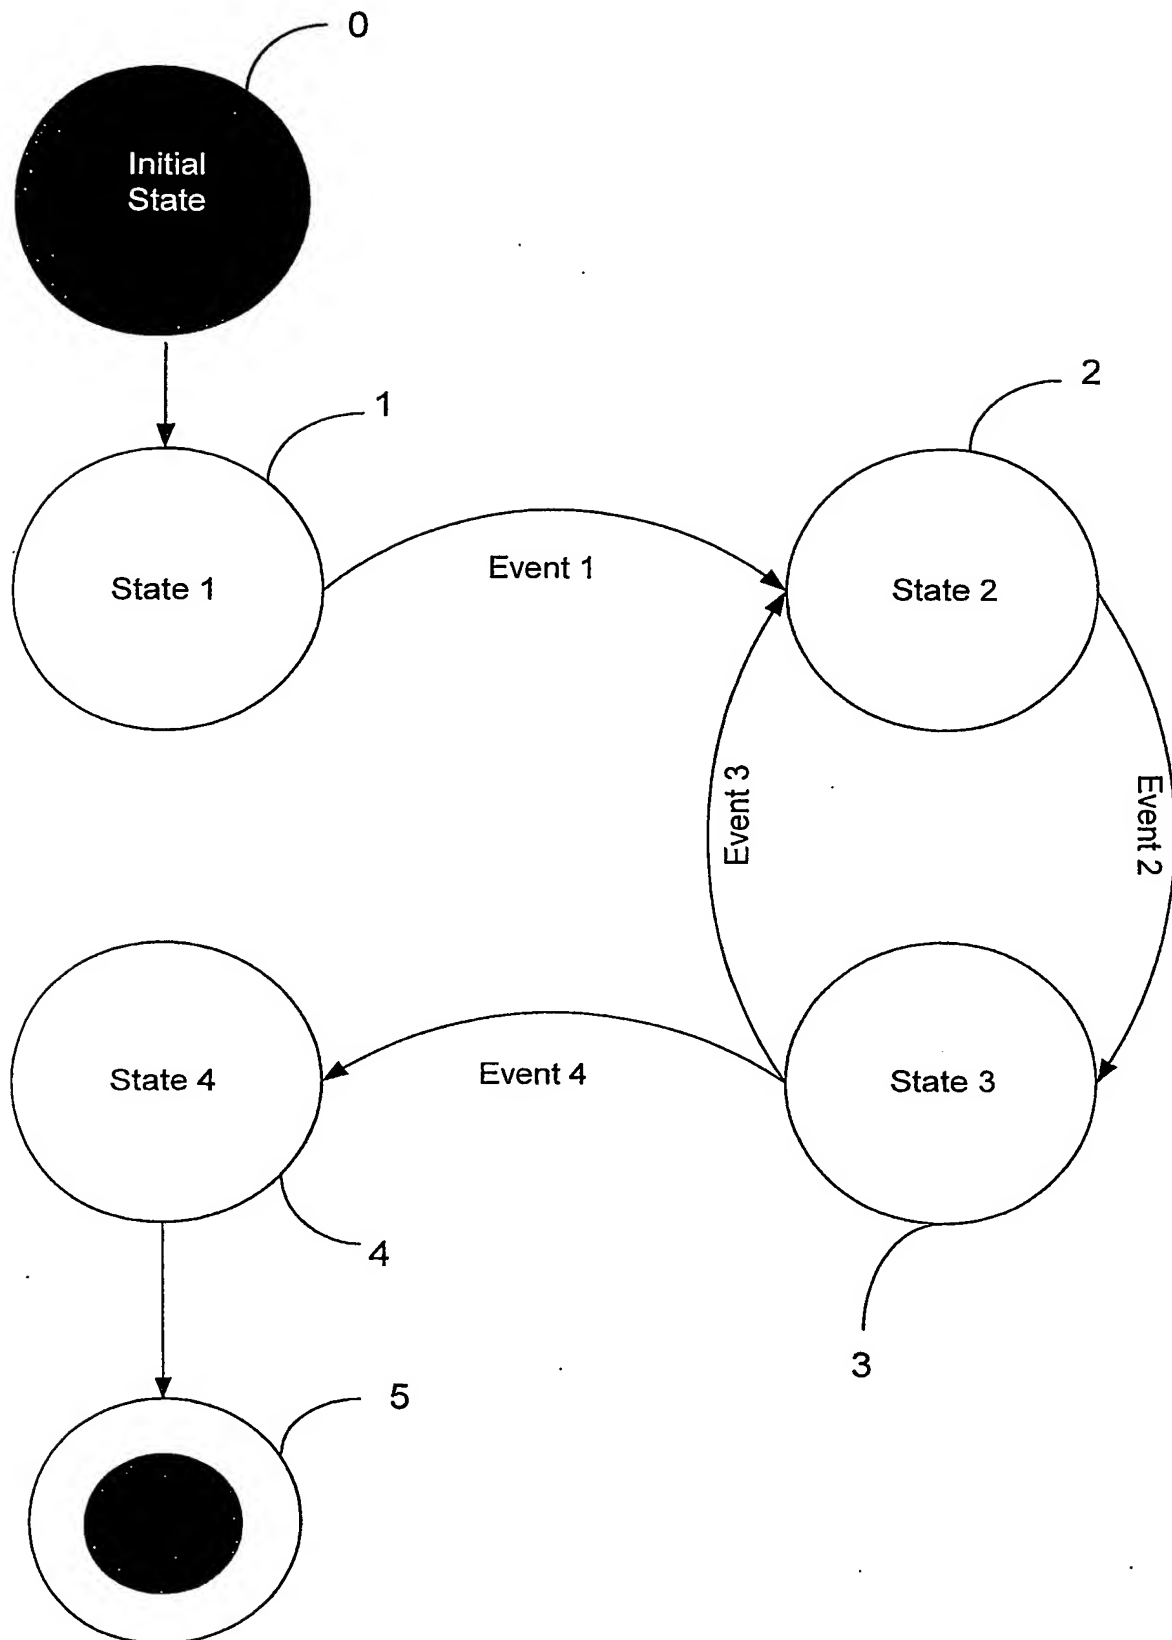 0
Initial
State
1
2
State 1
Event 1
State 2
Event 3
Event 2
State 4
Event 4
State 3
4
3
5